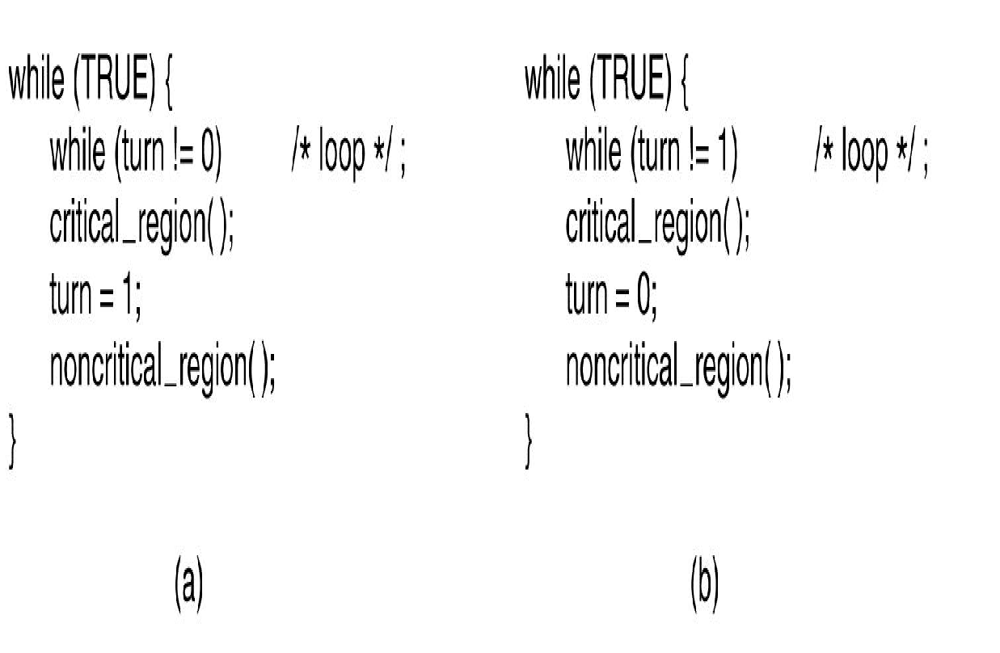 while (TRUE) {
while (turn != 0) /* loop */ ;
critical_region( );
turn = 1;
noncritical_region( );
}
(a)
while (TRUE) {
while (turn != 1) /* loop */ ;
critical_region( );
turn = 0;
noncritical_region( );
}
(b)